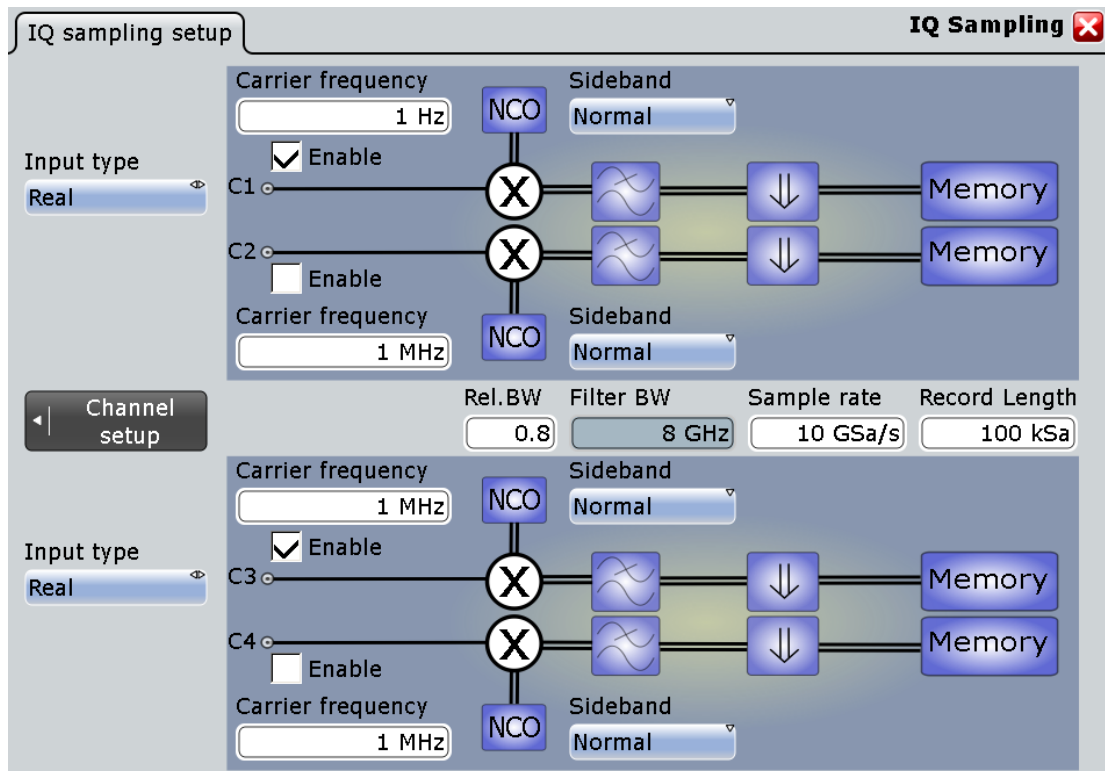 IQ sampling setup
IQ Sampling
Carrier frequency
Sideband
1 Hz
NCO
Normal
Enable
Input type
Real
C1
X
Memory
C2
X
Memory
Enable
Carrier frequency
Sideband
1 MHz
NCO
Normal
Channel
setup
Rel.BW
Filter BW
Sample rate
Record Length
0.8
8 GHz
10 GSa/s
100 kSa
Carrier frequency
Sideband
1 MHz
NCO
Normal
Enable
Input type
Real
C3
X
Memory
C4
X
Memory
Enable
Carrier frequency
Sideband
1 MHz
NCO
Normal